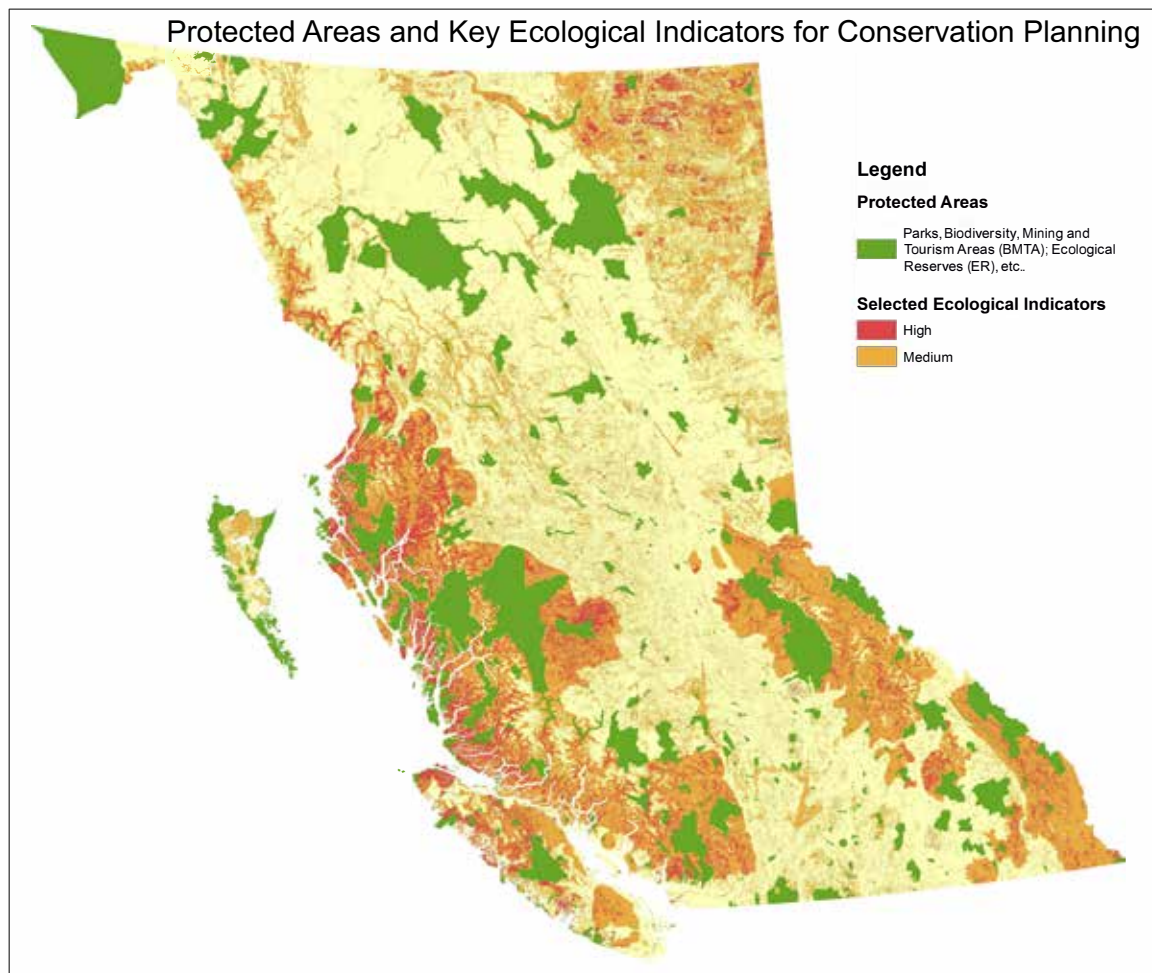 Protected Areas and Key Ecological Indicators for Conservation Planning
Legend
Protected Areas
Parks, Biodiversity, Mining and
Tourism Areas (BMTA); Ecological
Reserves (ER), etc..
Selected Ecological Indicators
High
Medium